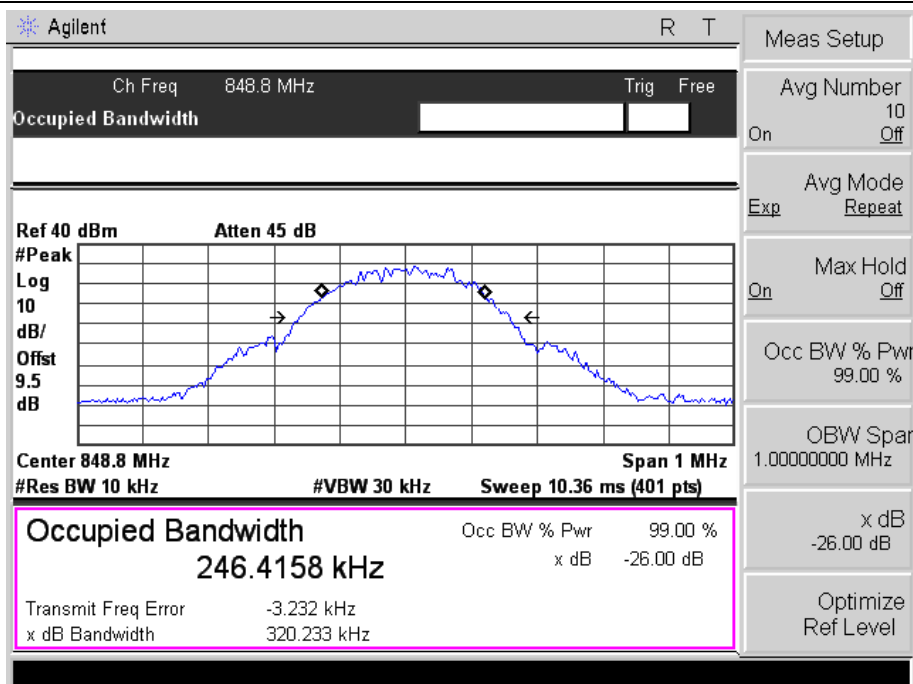 Agilent R T
Ch Freq 848.8 MHz Trig Free
Occupied Bandwidth
Ref 40 dBm Atten 45 dB
#Peak
Log
10
dB/
Offst
9.5
dB
Center 848.8 MHz Span 1 MHz
#Res BW 10 kHz #VBW 30 kHz Sweep 10.36 ms (401 pts)
Occupied Bandwidth Occ BW % Pwr 99.00 %
246.4158 kHz x dB -26.00 dB
Transmit Freq Error -3.232 kHz
x dB Bandwidth 320.233 kHz
Meas Setup
Avg Number
10
On Off
Avg Mode
Exp Repeat
Max Hold
On Off
Occ BW % Pwr
99.00 %
OBW Span
1.00000000 MHz
x dB
-26.00 dB
Optimize
Ref Level